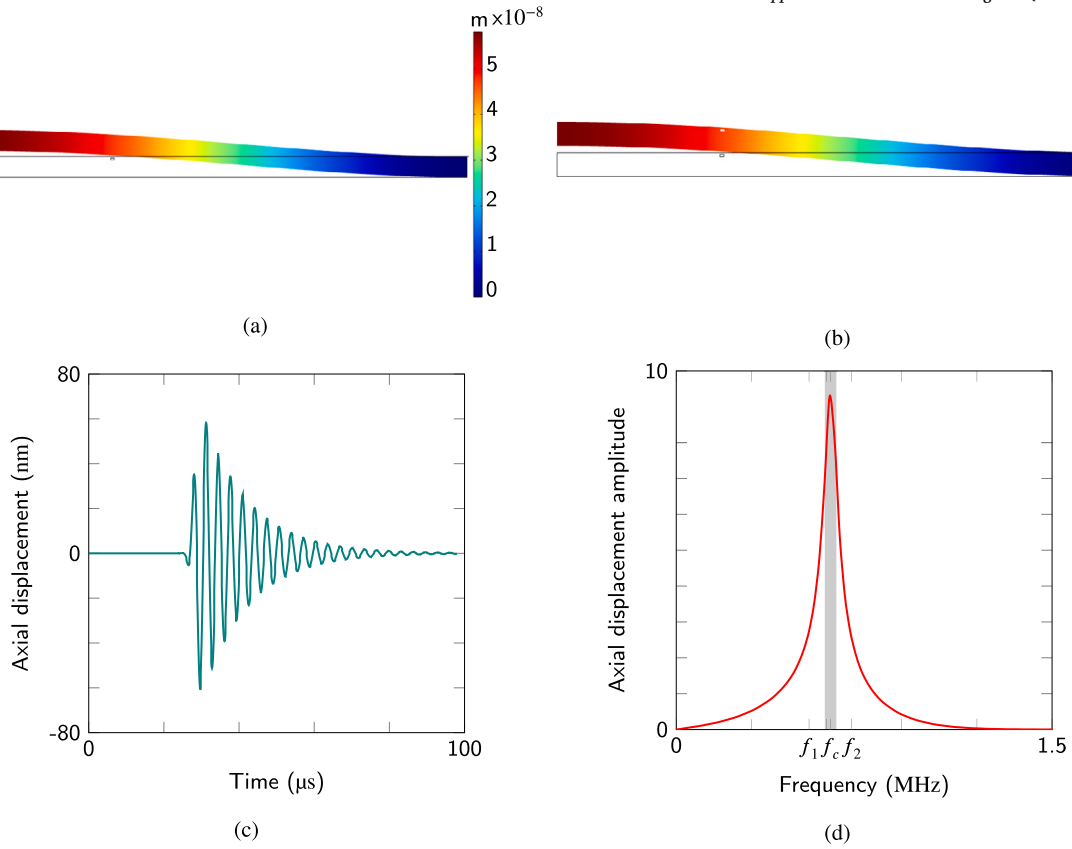 m ×10⁻⁸
5
4
3
2
1
0
(a)
(b)
80
0
-80
0
100
Axial displacement (nm)
Time (μs)
(c)
10
0
0
f₁ f_c f₂
1.5
Axial displacement amplitude
Frequency (MHz)
(d)